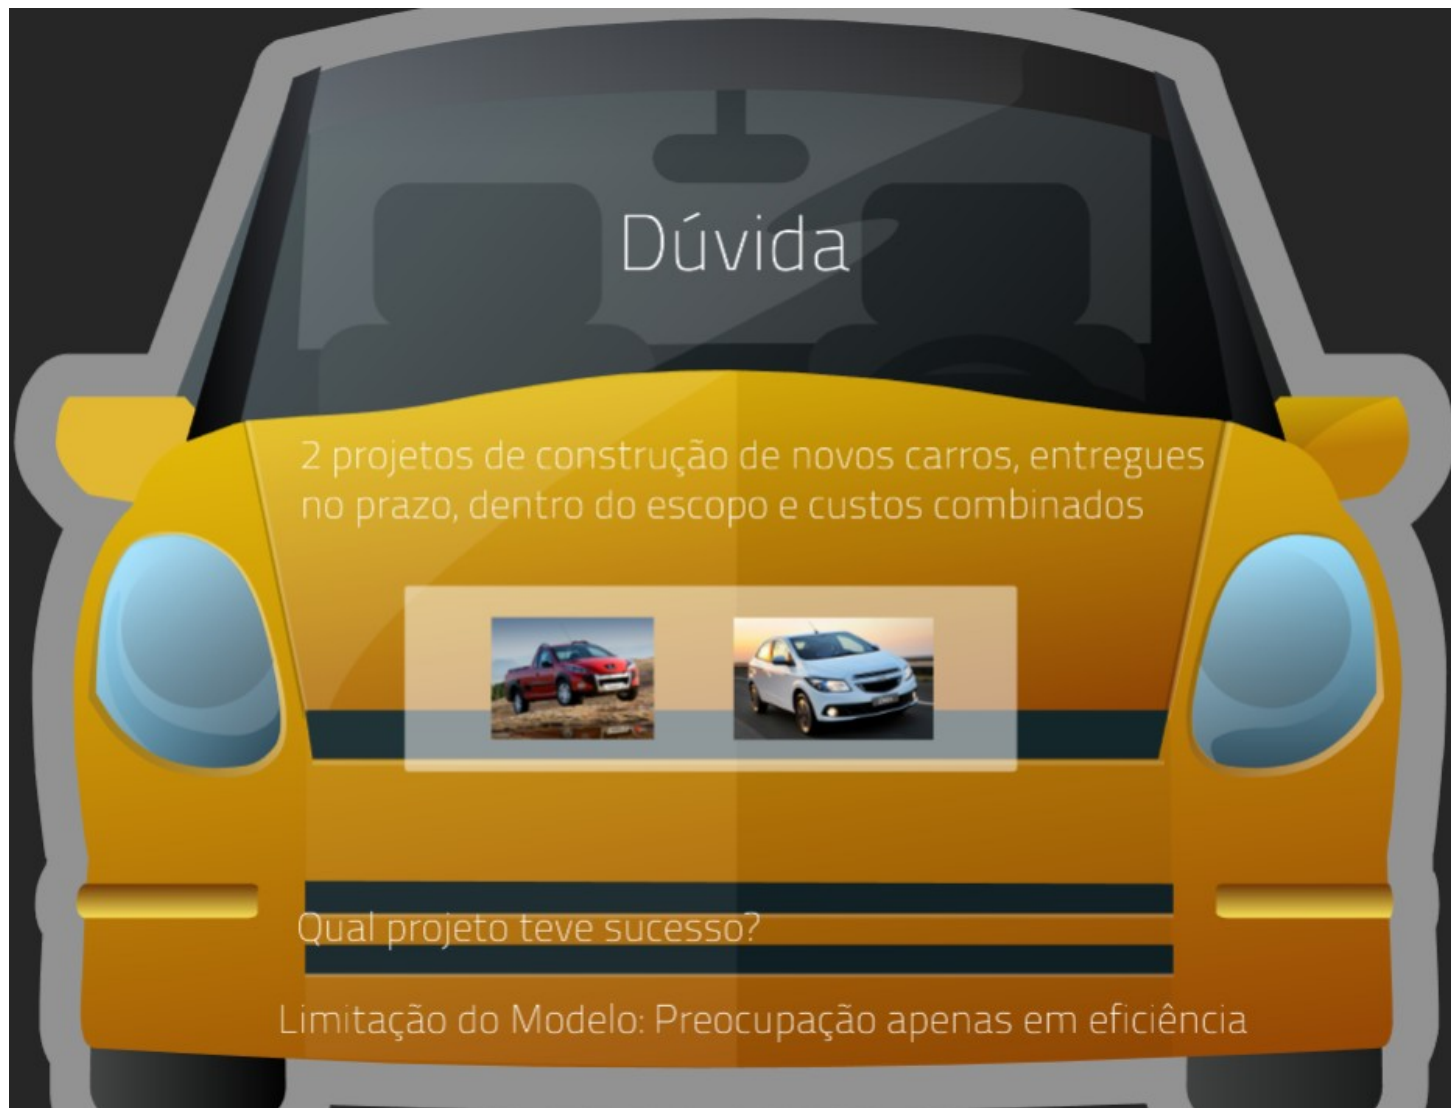 Dúvida
2 projetos de construção de novos carros, entregues
no prazo, dentro do escopo e custos combinados
Qual projeto teve sucesso?
Limitação do Modelo: Preocupação apenas em eficiência